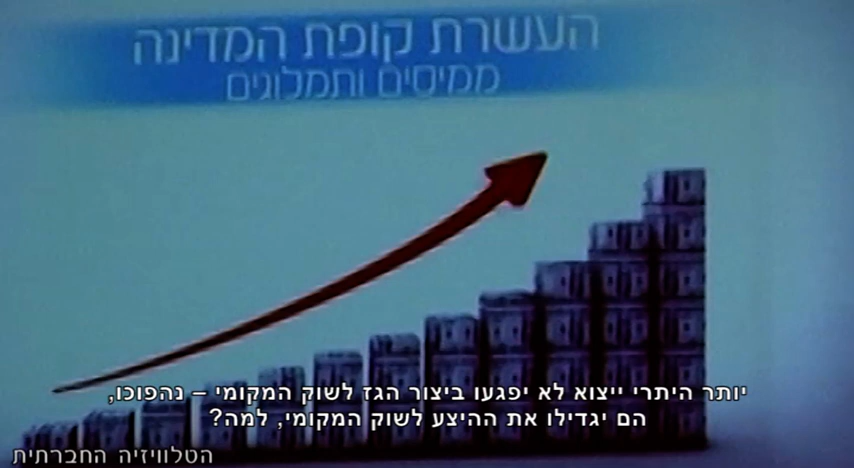 העשרת קופת המדינה
ממיסים ותמלוגים
יותר היתרי ייצוא לא יפגעו ביצור הגז לשוק המקומי – נהפוכו,
הם יגדילו את ההיצע לשוק המקומי, למה?
הטלוויזיה החברתית